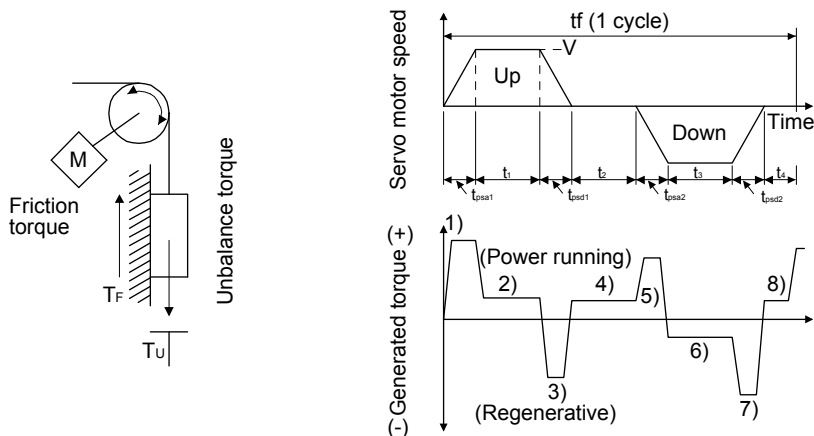 M
Friction
torque
TF
TU
Unbalance torque
Servo motor speed
tf (1 cycle)
V
Up
Down
Time
tpsa1
t1
tpsd1
t2
tpsa2
t3
tpsd2
t4
(-) Generated torque (+)
1)
(Power running)
2)
4)
8)
5)
6)
3)
(Regenerative)
7)